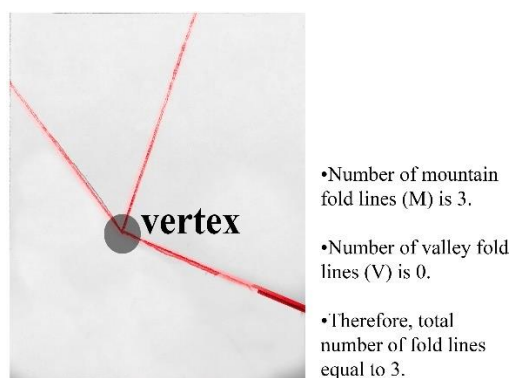 vertex
•Number of mountain
fold lines (M) is 3.
•Number of valley fold
lines (V) is 0.
•Therefore, total
number of fold lines
equal to 3.